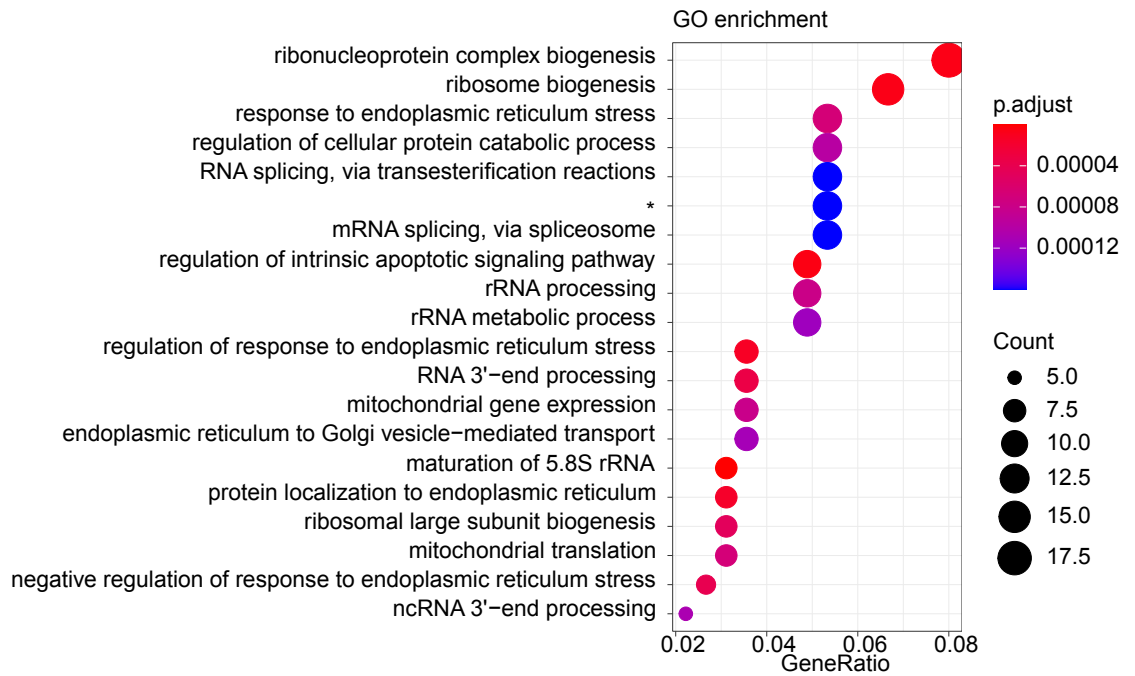 GO enrichment
ribonucleoprotein complex biogenesis
ribosome biogenesis
response to endoplasmic reticulum stress
regulation of cellular protein catabolic process
RNA splicing, via transesterification reactions
*
mRNA splicing, via spliceosome
regulation of intrinsic apoptotic signaling pathway
rRNA processing
rRNA metabolic process
regulation of response to endoplasmic reticulum stress
RNA 3'−end processing
mitochondrial gene expression
endoplasmic reticulum to Golgi vesicle−mediated transport
maturation of 5.8S rRNA
protein localization to endoplasmic reticulum
ribosomal large subunit biogenesis
mitochondrial translation
negative regulation of response to endoplasmic reticulum stress
ncRNA 3'−end processing
0.02 0.04 0.06 0.08
GeneRatio
p.adjust
0.00004
0.00008
0.00012
Count
5.0
7.5
10.0
12.5
15.0
17.5